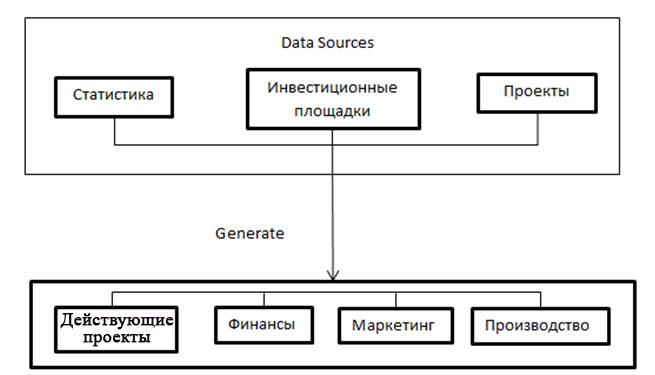 Data Sources
Статистика
Инвестиционные
площадки
Проекты
Generate
Действующие
проекты
Финансы
Маркетинг
Производство